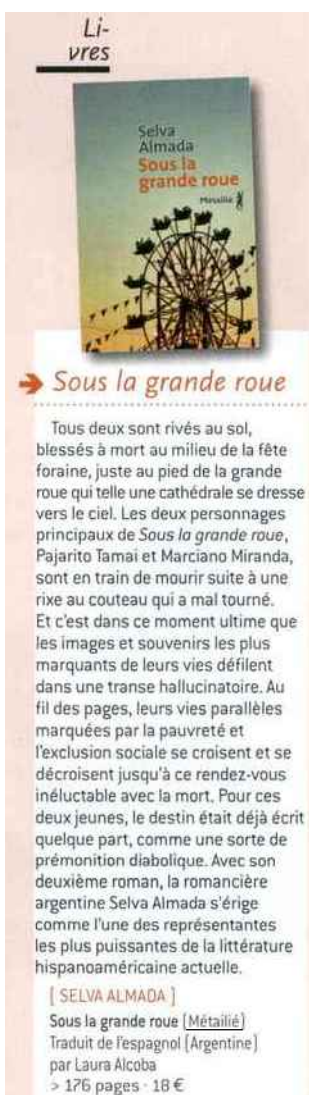 Li-
vres
Selva
Almada
Sous la
grande roue
Métailié
➔ Sous la grande roue
Tous deux sont rivés au sol,
blessés à mort au milieu de la fête
foraine, juste au pied de la grande
roue qui telle une cathédrale se dresse
vers le ciel. Les deux personnages
principaux de Sous la grande roue,
Pajarito Tamai et Marciano Miranda,
sont en train de mourir suite à une
rixe au couteau qui a mal tourné.
Et c'est dans ce moment ultime que
les images et souvenirs les plus
marquants de leurs vies défilent
dans une transe hallucinatoire. Au
fil des pages, leurs vies parallèles
marquées par la pauvreté et
l'exclusion sociale se croisent et se
décroisent jusqu'à ce rendez-vous
inéluctable avec la mort. Pour ces
deux jeunes, le destin était déjà écrit
quelque part, comme une sorte de
prémonition diabolique. Avec son
deuxième roman, la romancière
argentine Selva Almada s'érige
comme l'une des représentantes
les plus puissantes de la littérature
hispanoaméricaine actuelle.
[ SELVA ALMADA ]
Sous la grande roue (Métailié)
Traduit de l'espagnol (Argentine)
par Laura Alcoba
> 176 pages · 18 €